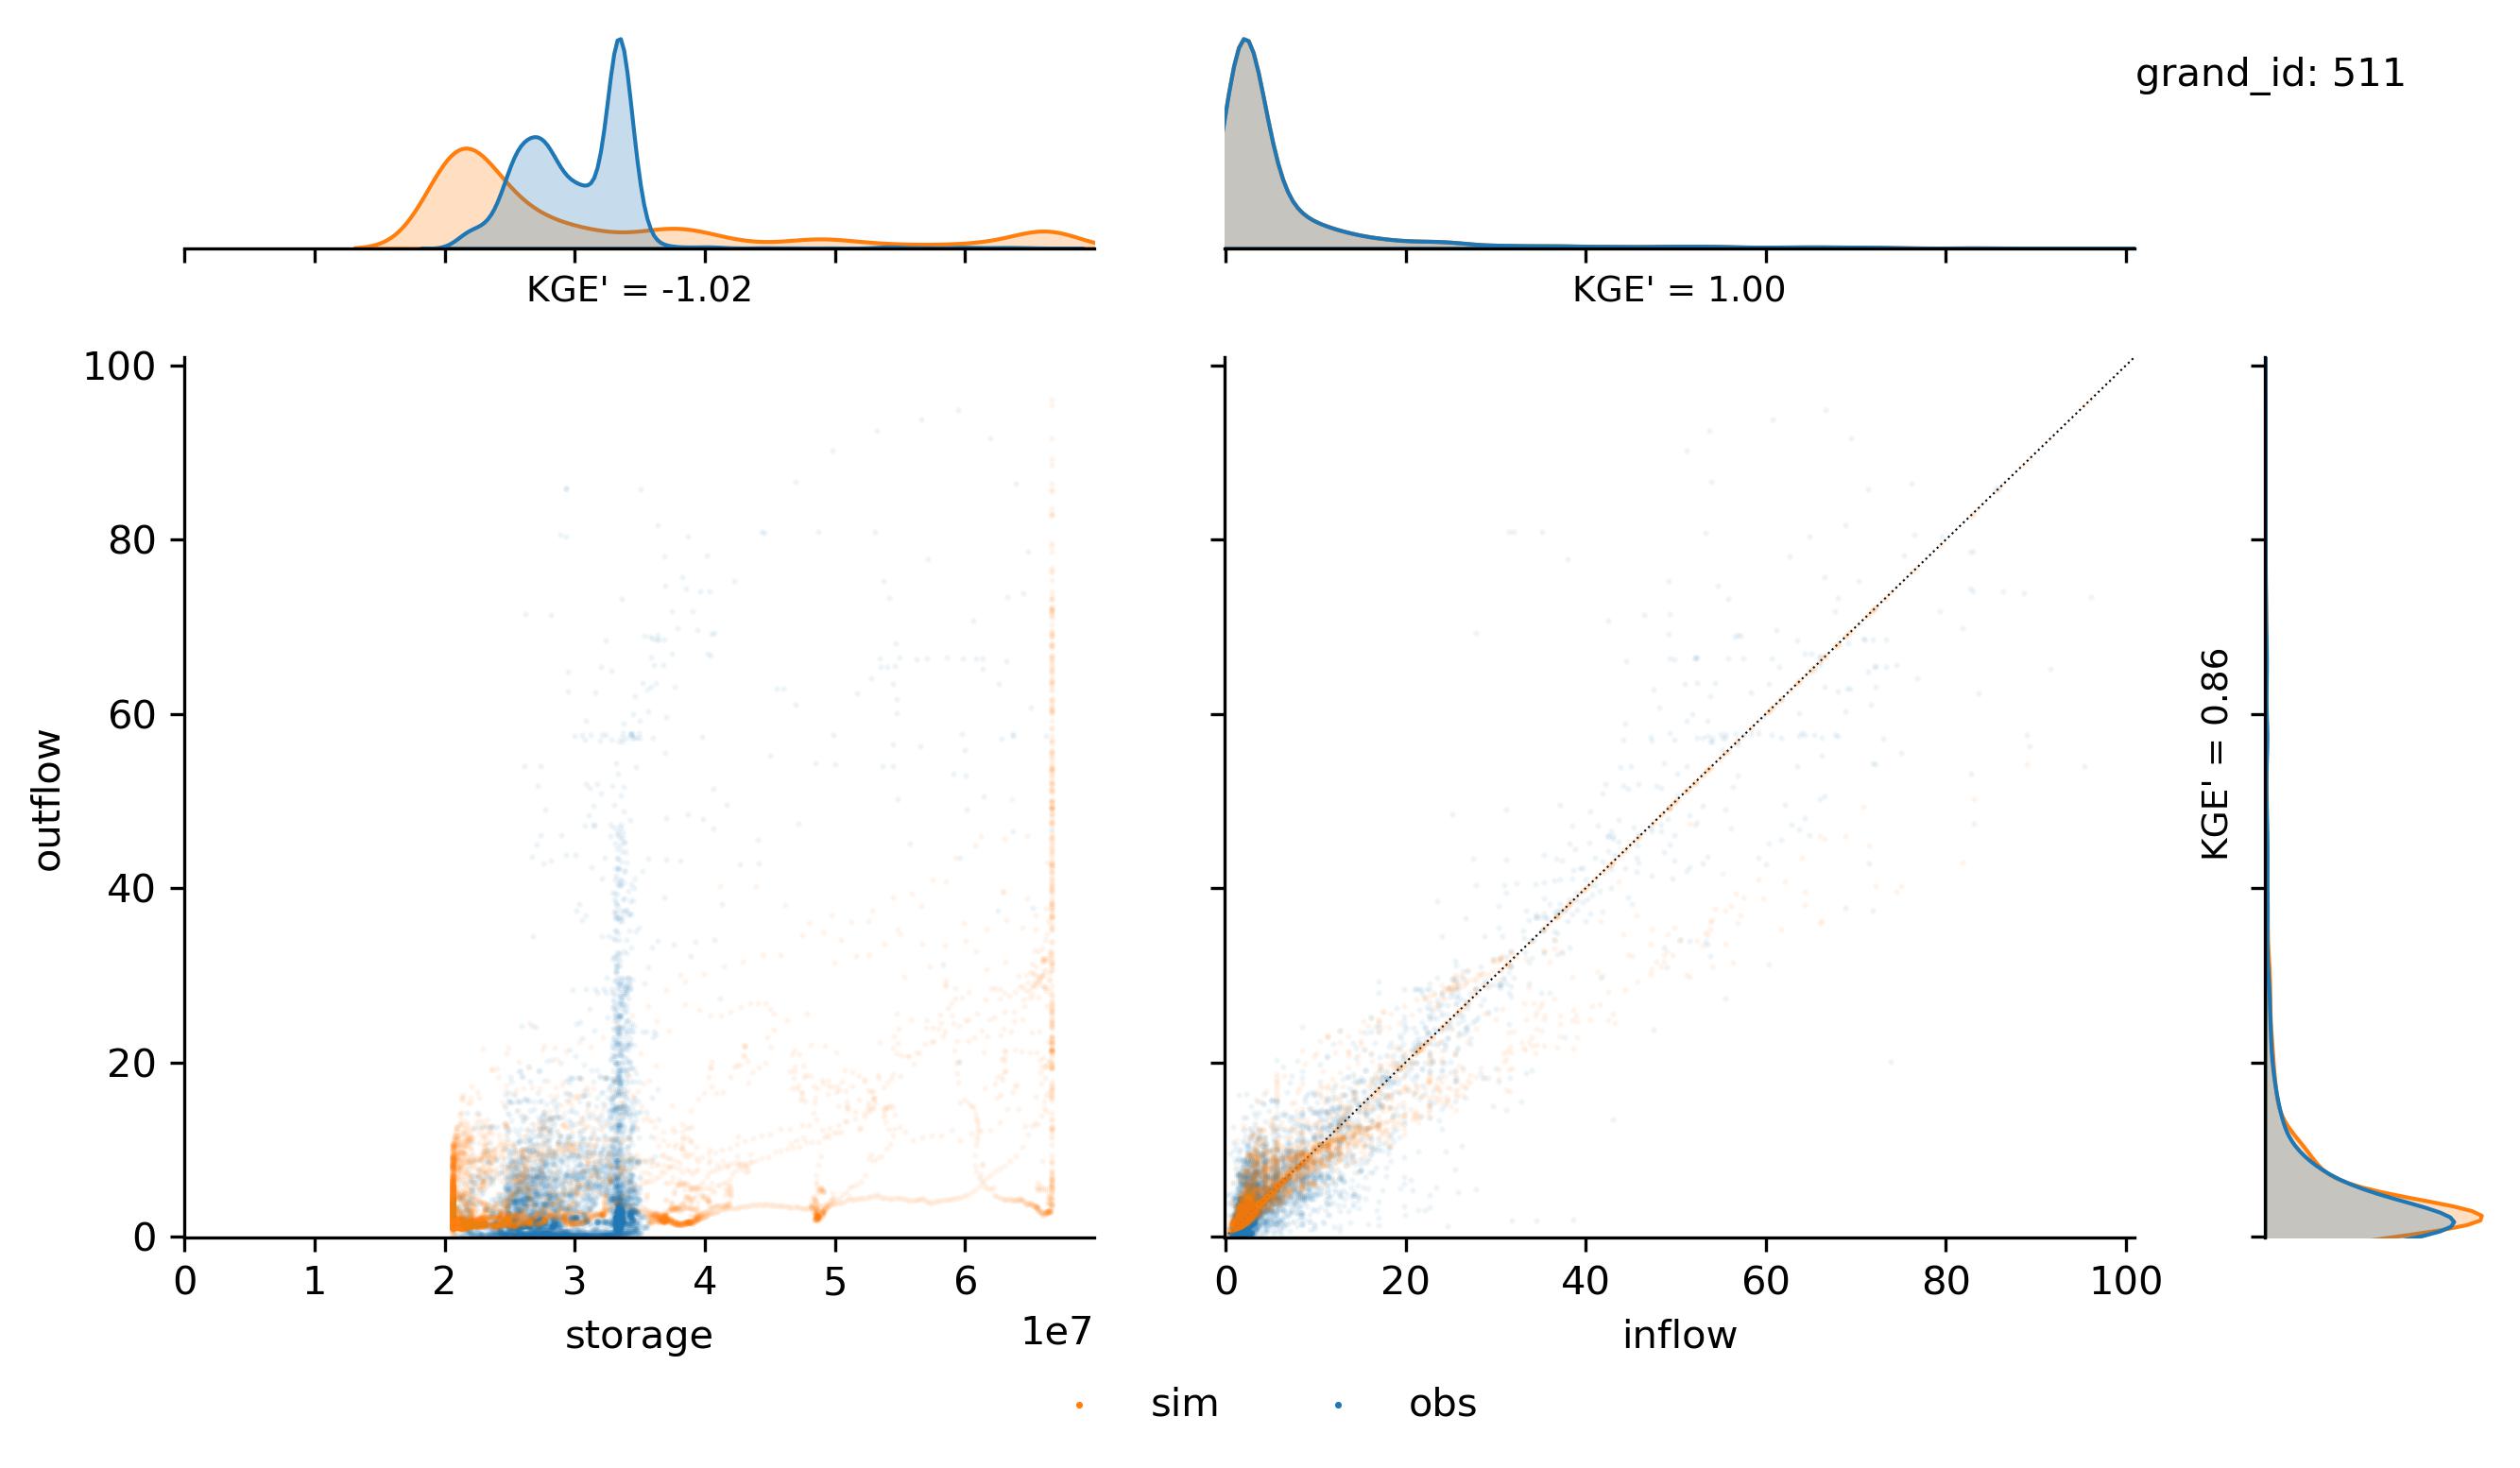 grand_id: 511
KGE' = -1.02
KGE' = 1.00
100
80
60
40
20
0
outflow
0 1 2 3 4 5 6
storage
1e7
0 20 40 60 80 100
inflow
KGE' = 0.86
sim
obs